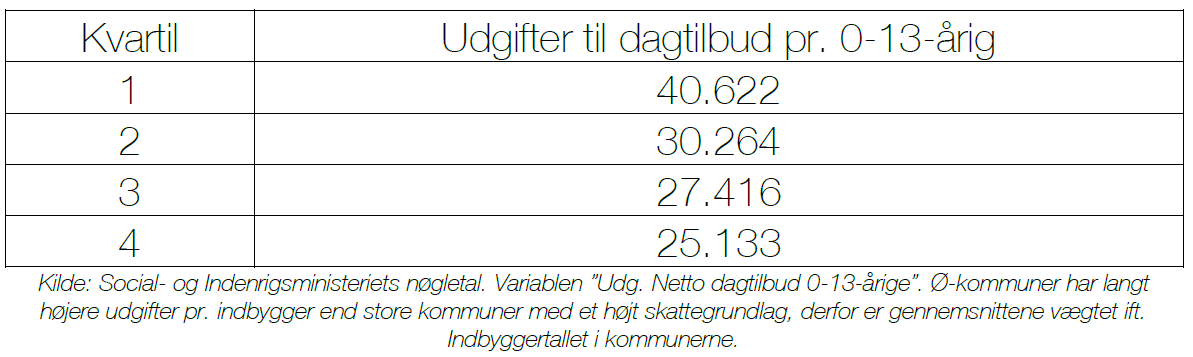 Kvartil Udgifter til dagtilbud pr. 0-13-årig
1 40.622
2 30.264
3 27.416
4 25.133
Kilde: Social- og Indenrigsministeriets nøgletal. Variablen ”Udg. Netto dagtilbud 0-13-årige”. Ø-kommuner har langt
højere udgifter pr. indbygger end store kommuner med et højt skattegrundlag, derfor er gennemsnittene vægtet ift.
Indbyggertallet i kommunerne.